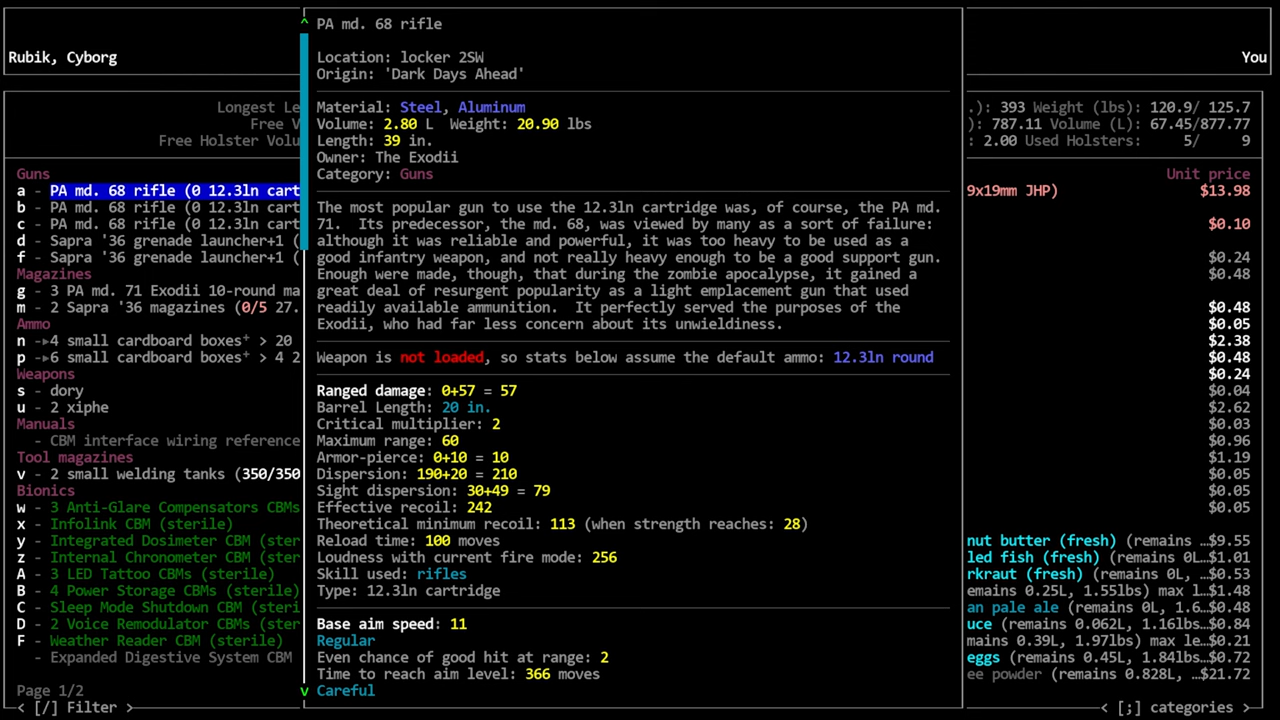 PA md. 68 rifle
Rubik, Cyborg
Location: locker 2SW
You
Origin: 'Dark Days Ahead'
Longest Le
Material: Steel, Aluminum
.): 393 Weight (lbs): 120.9/ 125.7
Free V
Volume: 2.80 L  Weight: 20.90 lbs
): 787.11 Volume (L): 67.45/877.77
Free Holster Volu
Length: 39 in.
: 2.00 Used Holsters: 5/ 9
Owner: The Exodii
Guns
Category: Guns
Unit price
a - PA md. 68 rifle (0 12.3ln cart
9x19mm JHP) $13.98
b - PA md. 68 rifle (0 12.3ln cart
The most popular gun to use the 12.3ln cartridge was, of course, the PA md.
c - PA md. 68 rifle (0 12.3ln cart
71.  Its predecessor, the md. 68, was viewed by many as a sort of failure:
$0.10
d - Sapra '36 grenade launcher+1 (
although it was reliable and powerful, it was too heavy to be used as a
f - Sapra '36 grenade launcher+1 (
good infantry weapon, and not really heavy enough to be a good support gun.
$0.24
Magazines
Enough were made, though, that during the zombie apocalypse, it gained a
$0.48
g - 3 PA md. 71 Exodii 10-round ma
great deal of resurgent popularity as a light emplacement gun that used
m - 2 Sapra '36 magazines (0/5 27.
readily available ammunition.  It perfectly served the purposes of the
$0.48
Ammo
Exodii, who had far less concern about its unwieldiness.
$0.05
n -▸4 small cardboard boxes⁺ > 20
$2.38
p -▸6 small cardboard boxes⁺ > 4 2
Weapon is not loaded, so stats below assume the default ammo: 12.3ln round
$0.48
Weapons
$0.24
s - dory
Ranged damage: 0+57 = 57
$0.04
u - 2 xiphe
Barrel Length: 20 in.
$2.62
Manuals
Critical multiplier: 2
$0.03
- CBM interface wiring reference
Maximum range: 60
$0.96
Tool magazines
Armor-pierce: 0+10 = 10
$1.19
v - 2 small welding tanks (350/350
Dispersion: 190+20 = 210
$0.05
Bionics
Sight dispersion: 30+49 = 79
$0.05
w - 3 Anti-Glare Compensators CBMs
Effective recoil: 242
$0.05
x - Infolink CBM (sterile)
Theoretical minimum recoil: 113 (when strength reaches: 28)
y - Integrated Dosimeter CBM (ster
Reload time: 100 moves
nut butter (fresh) (remains …$9.55
z - Internal Chronometer CBM (ster
Loudness with current fire mode: 256
led fish (fresh) (remains 0L…$1.01
A - 3 LED Tattoo CBMs (sterile)
Skill used: rifles
rkraut (fresh) (remains 0L, …$0.53
B - 4 Power Storage CBMs (sterile)
Type: 12.3ln cartridge
emains 0.25L, 1.55lbs) max l…$1.48
C - Sleep Mode Shutdown CBM (steri
an pale ale (remains 0L, 1.6…$0.48
D - 2 Voice Remodulator CBMs (ster
Base aim speed: 11
uce (remains 0.062L, 1.16lbs…$0.84
F - Weather Reader CBM (sterile)
Regular
mains 0.39L, 1.97lbs) max le…$0.21
- Expanded Digestive System CBM
Even chance of good hit at range: 2
eggs (remains 0.45L, 1.84lbs…$0.72
Time to reach aim level: 366 moves
ee powder (remains 0.828L, …$21.72
Page 1/2
Careful
< [/] Filter >
< [;] categories >